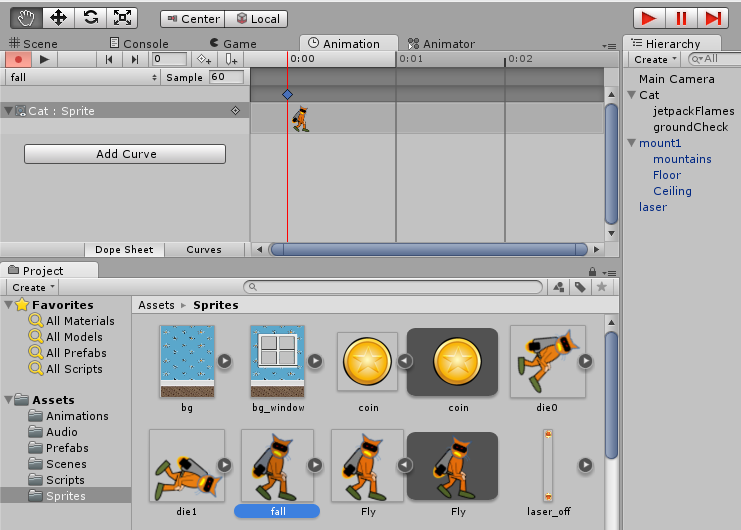 Center Local
Scene Console Game Animation Animator Hierarchy
0 0:00 0:01 0:02 Create All
fall Sample 60
Main Camera
Cat
Cat : Sprite jetpackFlames
groundCheck
mount1
Add Curve mountains
Floor
Ceiling
laser
Dope Sheet Curves
Project
Create
Favorites Assets Sprites
All Materials
All Models
All Prefabs
All Scripts
Assets bg bg_window coin coin die0
Animations
Audio
Prefabs
Scenes
Scripts
Sprites
die1 fall Fly Fly laser_off